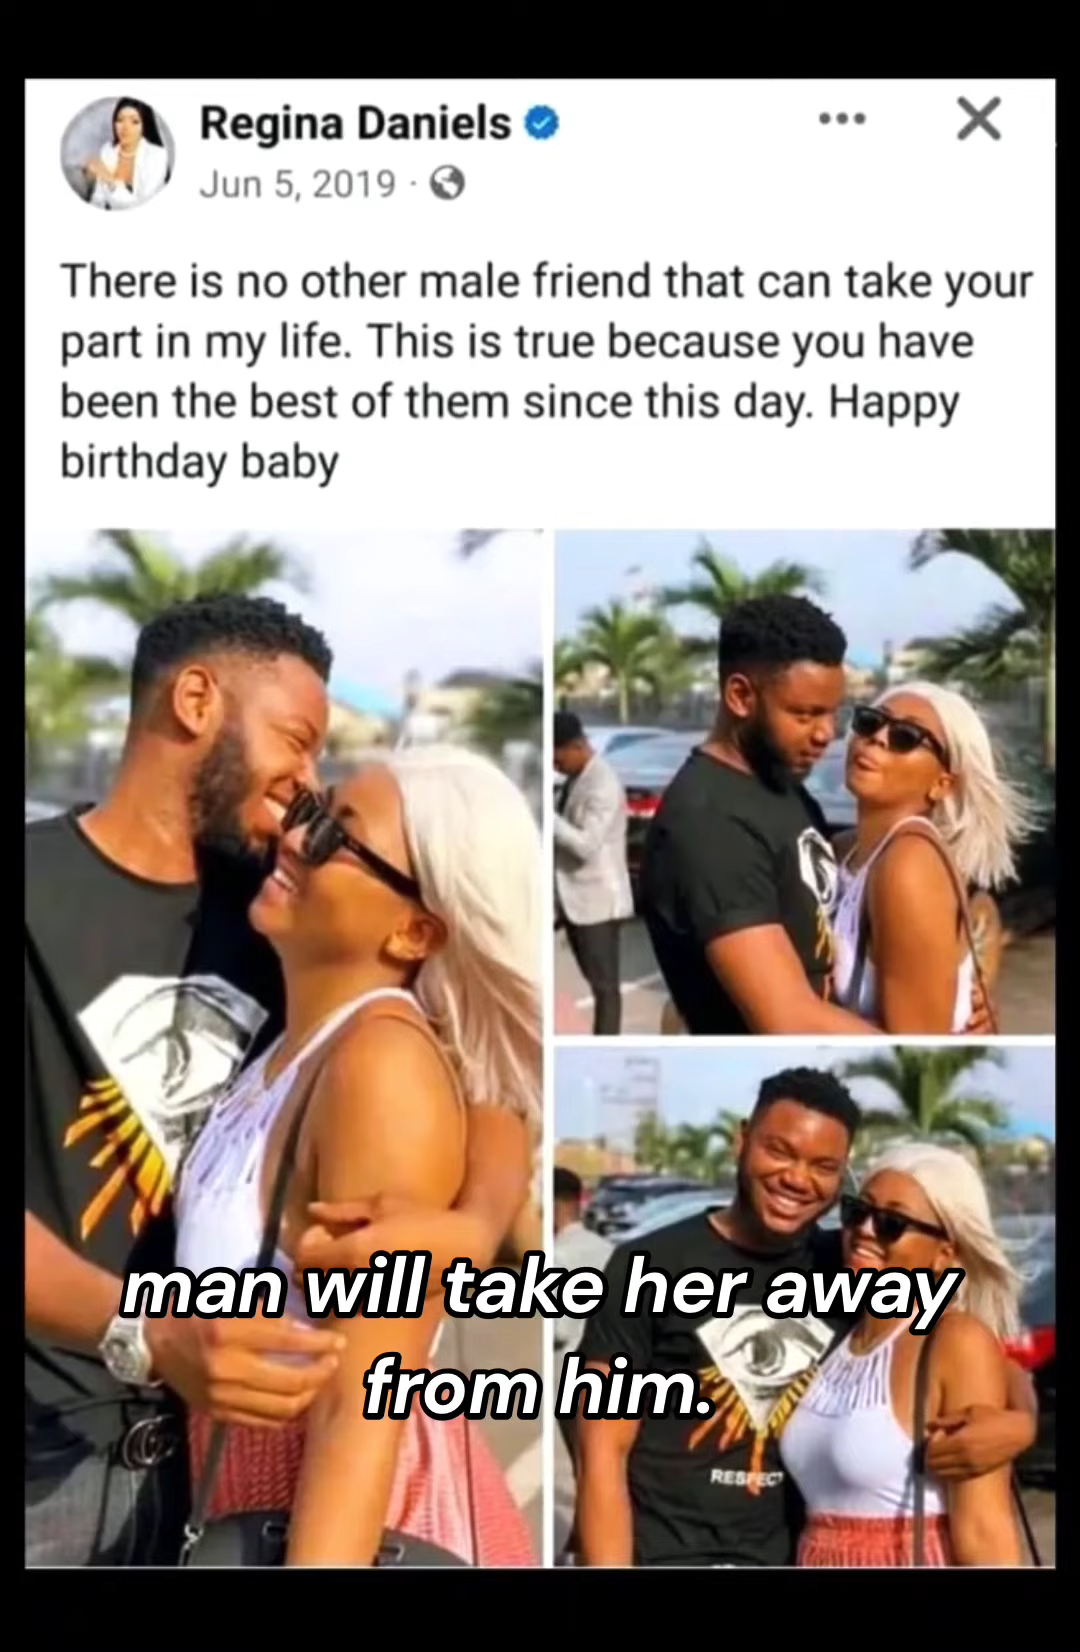 Regina Daniels
Jun 5, 2019 ·
There is no other male friend that can take your
part in my life. This is true because you have
been the best of them since this day. Happy
birthday baby
man will take her away
from him.
RESPECT